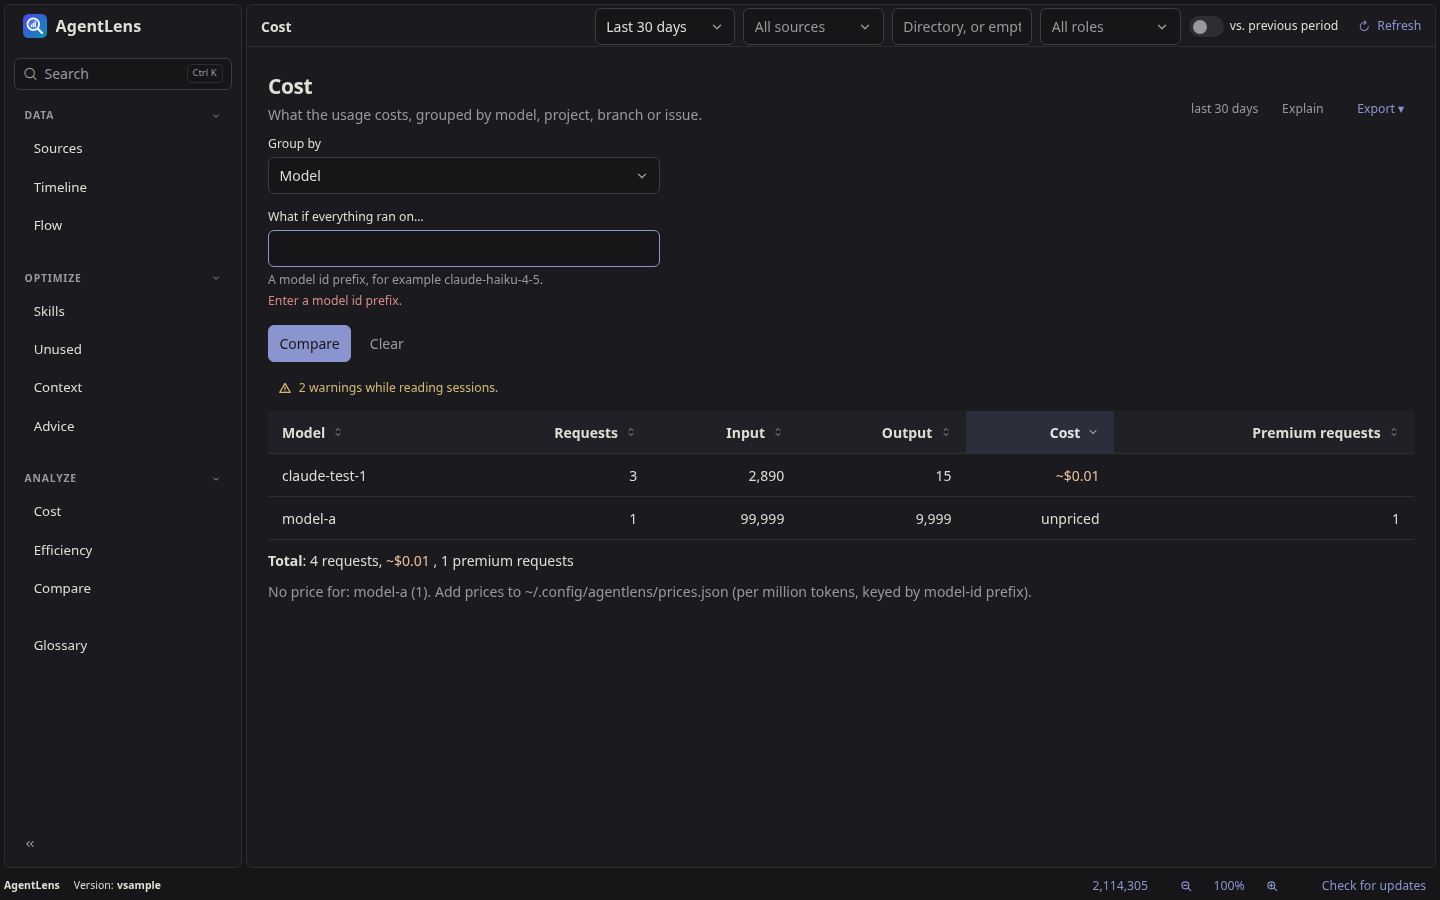 AgentLens
Cost
Last 30 days
All sources
Directory, or empt
All roles
vs. previous period
Refresh
Search
Ctrl K
DATA
Sources
Timeline
Flow
OPTIMIZE
Skills
Unused
Context
Advice
ANALYZE
Cost
Efficiency
Compare
Glossary
«
Cost
What the usage costs, grouped by model, project, branch or issue.
last 30 days
Explain
Export ▾
Group by
Model
What if everything ran on...
A model id prefix, for example claude-haiku-4-5.
Enter a model id prefix.
Compare
Clear
2 warnings while reading sessions.
Model Requests Input Output Cost Premium requests
claude-test-1 3 2,890 15 ~$0.01
model-a 1 99,999 9,999 unpriced 1
Total: 4 requests, ~$0.01 , 1 premium requests
No price for: model-a (1). Add prices to ~/.config/agentlens/prices.json (per million tokens, keyed by model-id prefix).
AgentLens Version: vsample
2,114,305
100%
Check for updates